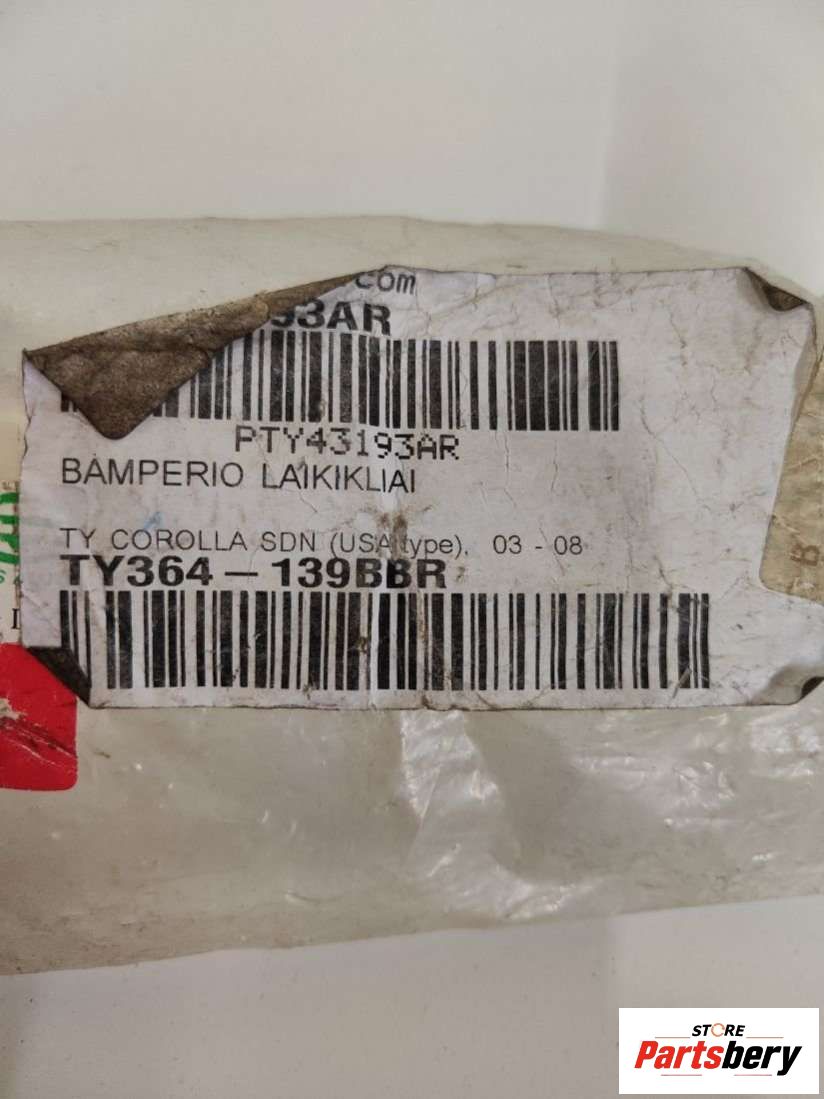 com
93AR
PTY43193AR
BAMPERIO LAIKIKLIAI
TY COROLLA SDN (USA type), 03 - 08
TY364-139BBR
STORE
Partsbery